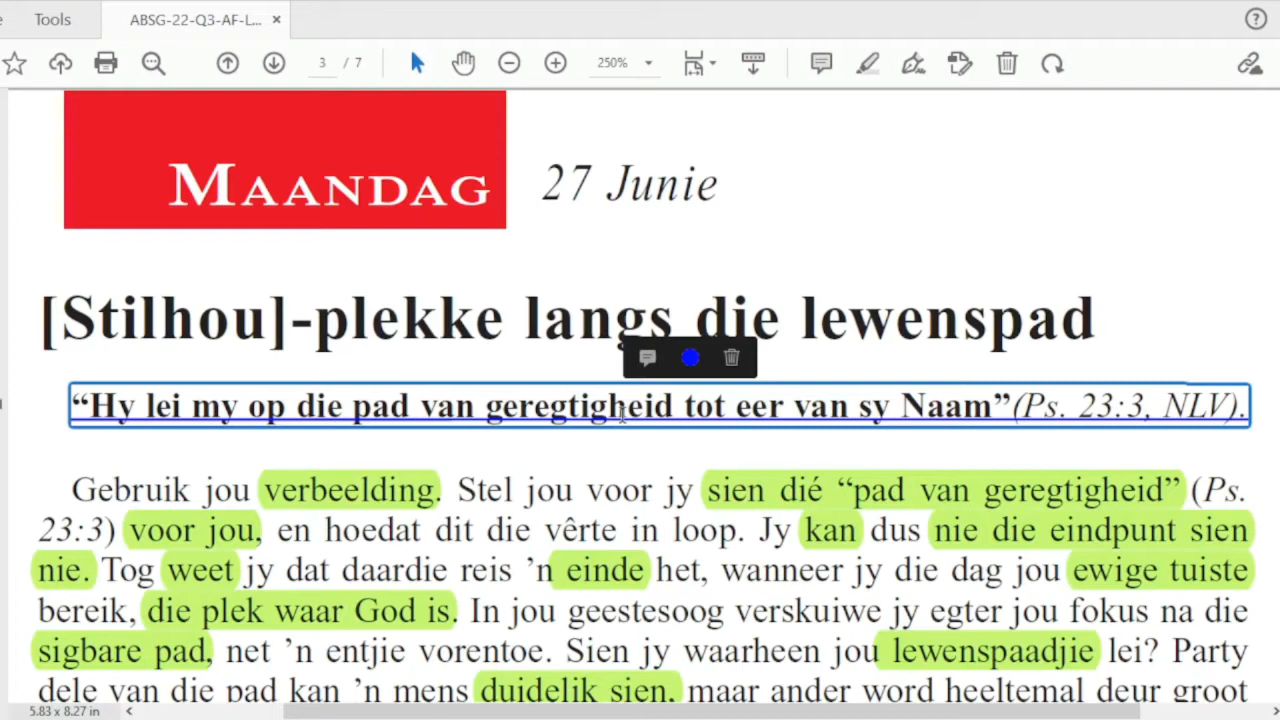 Tools
ABSG-22-Q3-AF-L... ×
3 / 7
250%
MAANDAG 27 Junie
[Stilhou]-plekke langs die lewenspad
“Hy lei my op die pad van geregtigheid tot eer van sy Naam”(Ps. 23:3, NLV).
Gebruik jou verbeelding. Stel jou voor jy sien dié “pad van geregtigheid” (Ps.
23:3) voor jou, en hoedat dit die vêrte in loop. Jy kan dus nie die eindpunt sien
nie. Tog weet jy dat daardie reis ’n einde het, wanneer jy die dag jou ewige tuiste
bereik, die plek waar God is. In jou geestesoog verskuiwe jy egter jou fokus na die
sigbare pad, net ’n entjie vorentoe. Sien jy waarheen jou lewenspaadjie lei? Party
dele van die pad kan ’n mens duidelik sien, maar ander word heeltemal deur groot
5.83 x 8.27 in